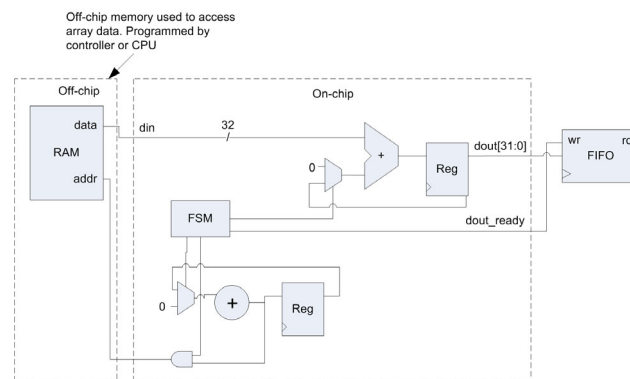 Off-chip memory used to access
array data. Programmed by
controller or CPU
Off-chip
On-chip
data
din
32
RAM
addr
+
0
Reg
dout[31:0]
wr
FIFO
FSM
dout_ready
0
+
Reg